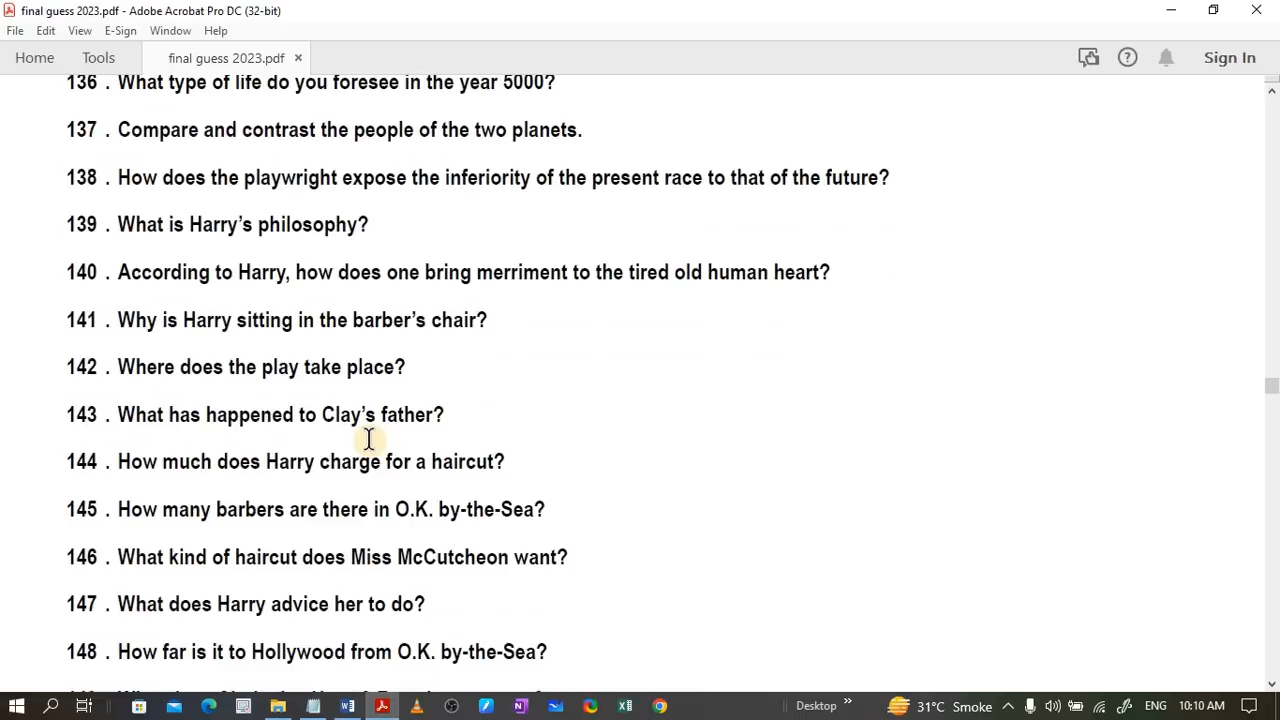 final guess 2023.pdf - Adobe Acrobat Pro DC (32-bit)
File Edit View E-Sign Window Help
Home Tools final guess 2023.pdf × Sign In
136 . What type of life do you foresee in the year 5000?
137 . Compare and contrast the people of the two planets.
138 . How does the playwright expose the inferiority of the present race to that of the future?
139 . What is Harry's philosophy?
140 . According to Harry, how does one bring merriment to the tired old human heart?
141 . Why is Harry sitting in the barber's chair?
142 . Where does the play take place?
143 . What has happened to Clay's father?
144 . How much does Harry charge for a haircut?
145 . How many barbers are there in O.K. by-the-Sea?
146 . What kind of haircut does Miss McCutcheon want?
147 . What does Harry advice her to do?
148 . How far is it to Hollywood from O.K. by-the-Sea?
Desktop » 31°C Smoke ENG 10:10 AM